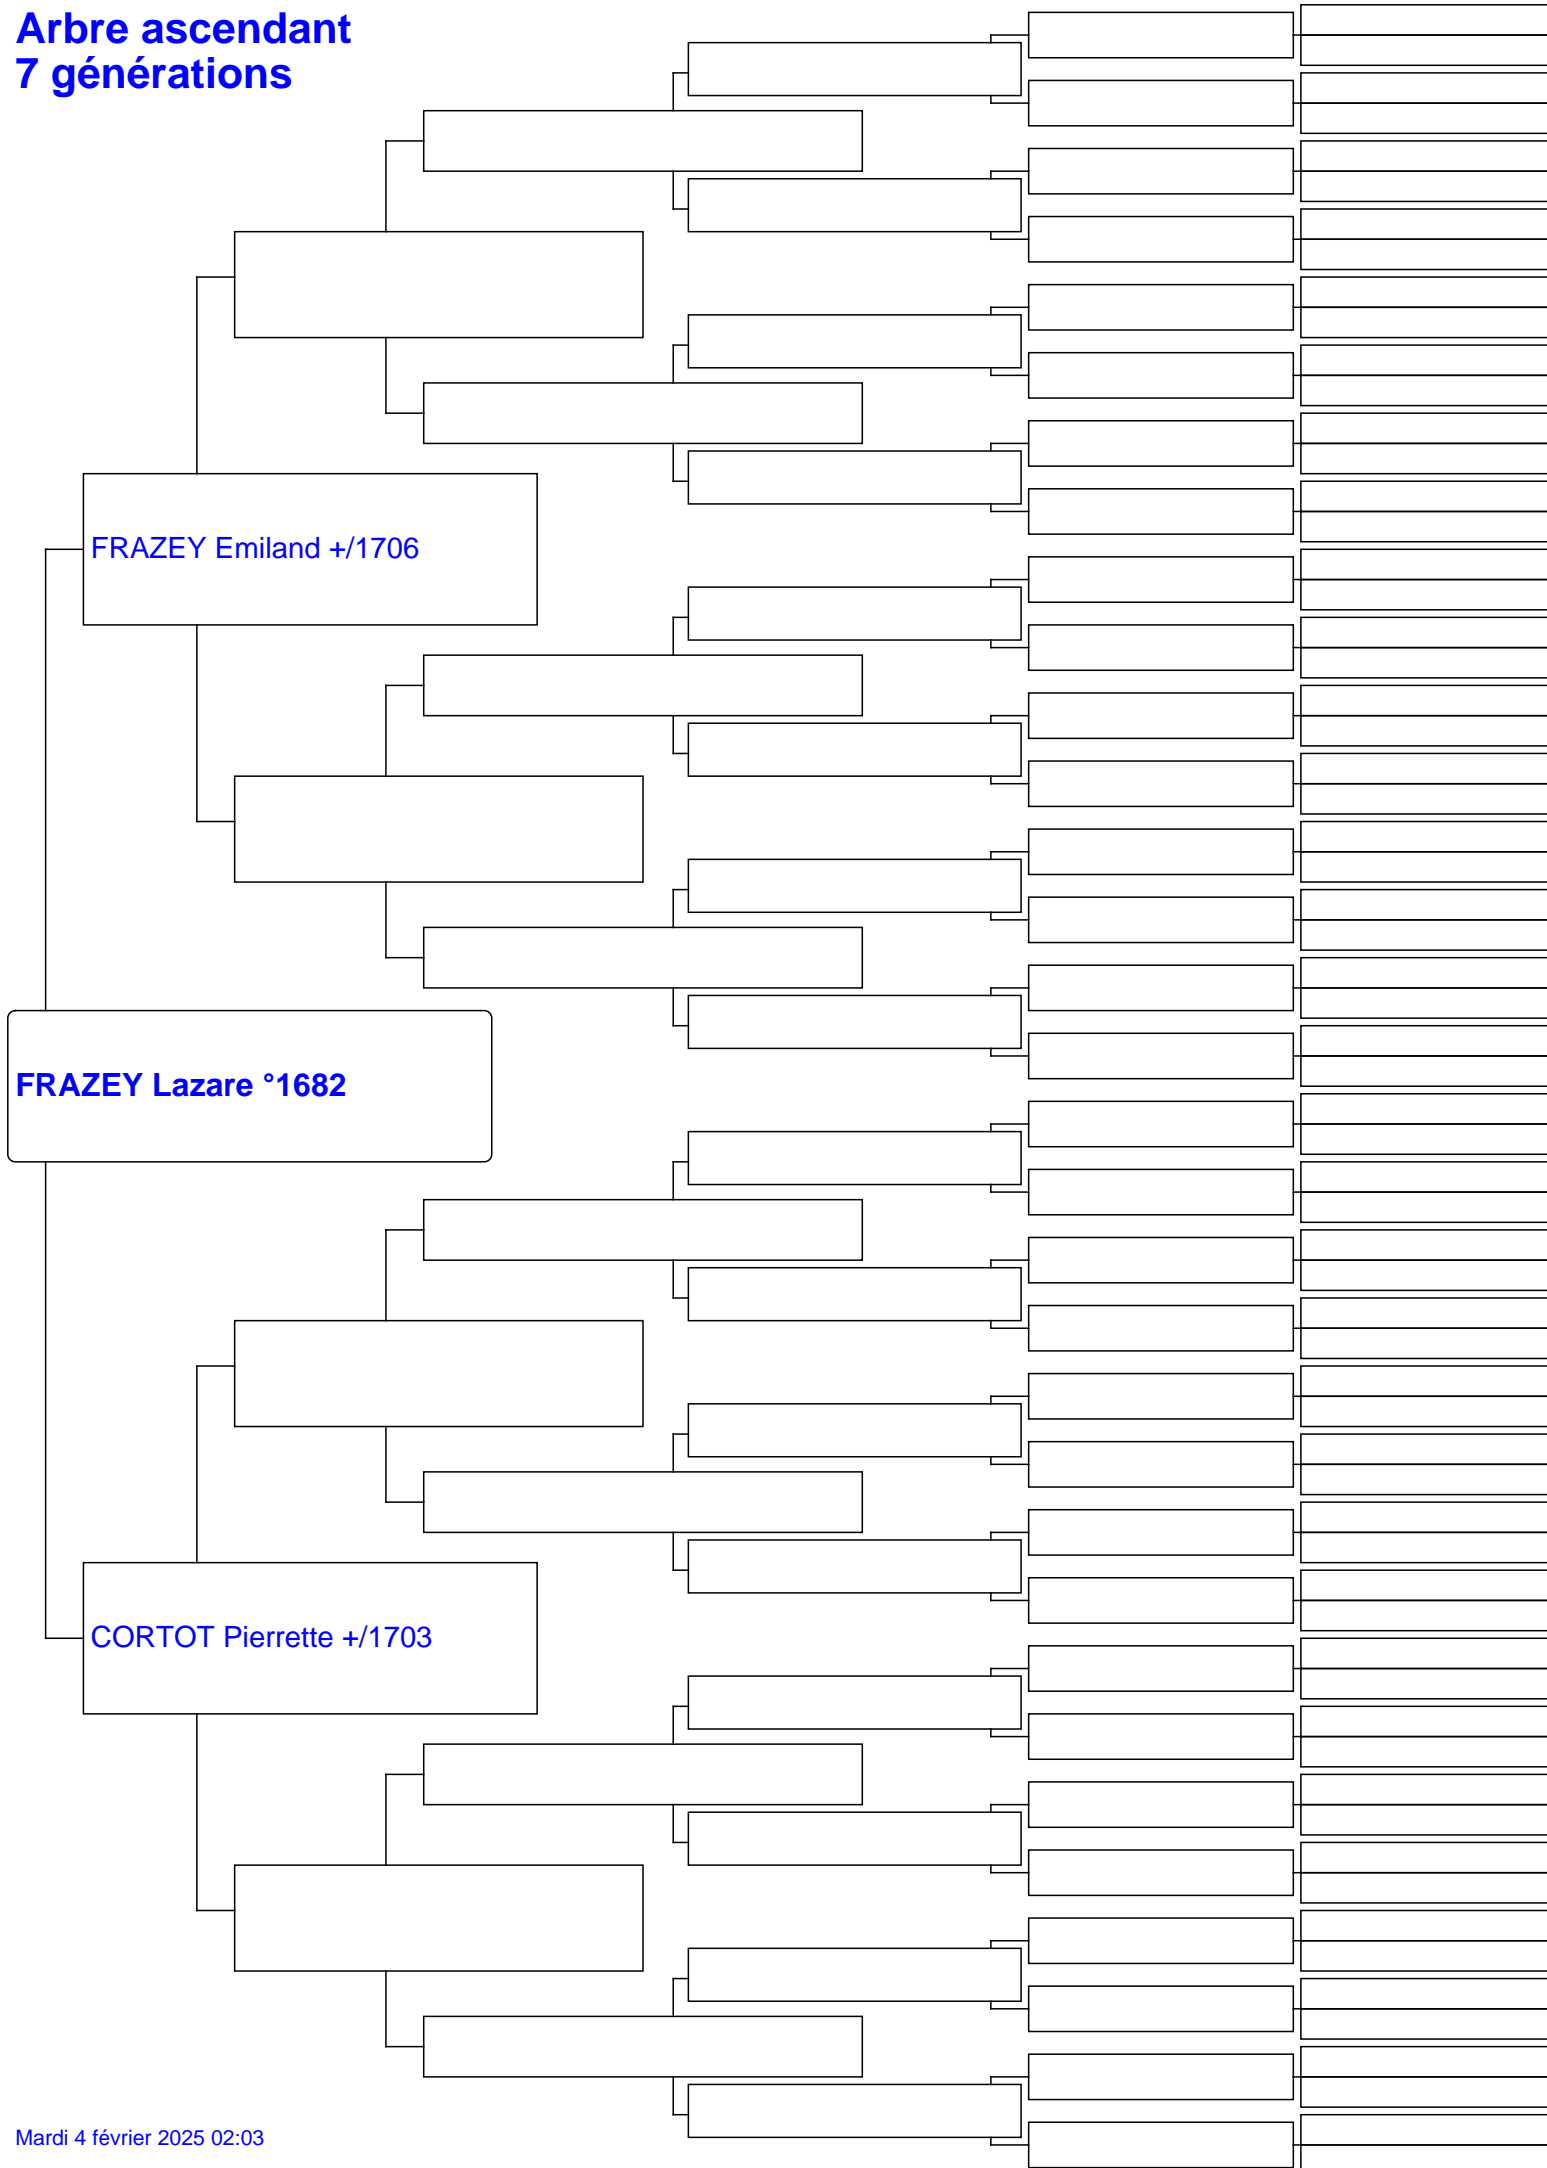 Arbre ascendant
7 générations
FRAZEY Emiland +/1706
FRAZEY Lazare °1682
CORTOT Pierrette +/1703
Mardi 4 février 2025 02:03